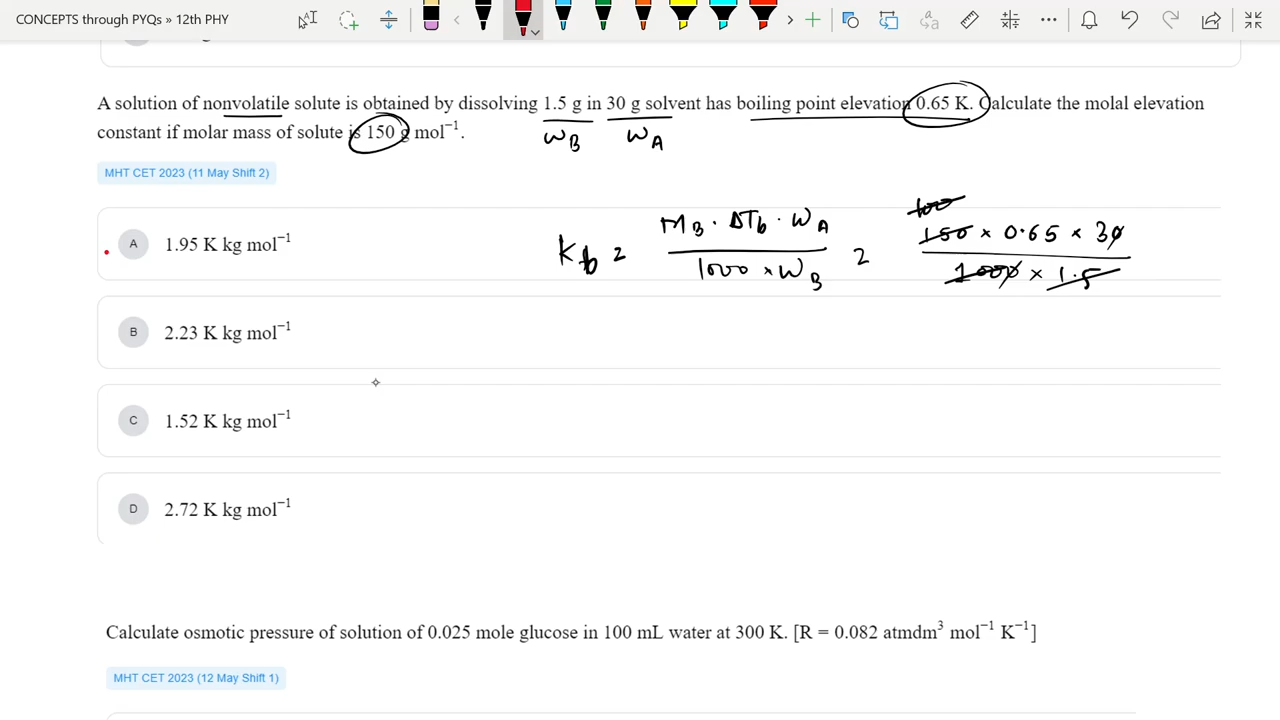 CONCEPTS through PYQs » 12th PHY
A solution of nonvolatile solute is obtained by dissolving 1.5 g in 30 g solvent has boiling point elevation 0.65 K. Calculate the molal elevation
constant if molar mass of solute is 150 g mol⁻¹.
W_B W_A
MHT CET 2023 (11 May Shift 2)
A 1.95 K kg mol⁻¹
K_b = M_B · ΔT_b · W_A / 1000 × W_B = 100 150 × 0.65 × 30 / 1000 × 1.5
B 2.23 K kg mol⁻¹
C 1.52 K kg mol⁻¹
D 2.72 K kg mol⁻¹
Calculate osmotic pressure of solution of 0.025 mole glucose in 100 mL water at 300 K. [R = 0.082 atmdm³ mol⁻¹ K⁻¹]
MHT CET 2023 (12 May Shift 1)